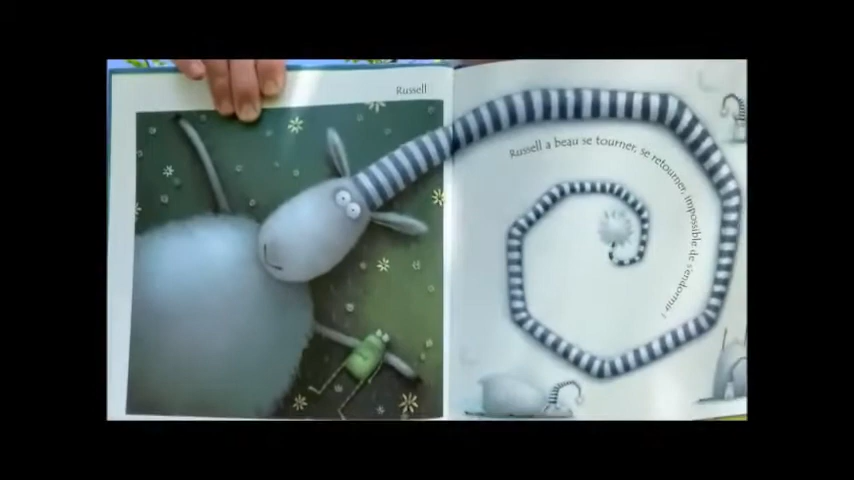 Russell
Russell a beau se tourner, se retourner, impossible de s'endormir !